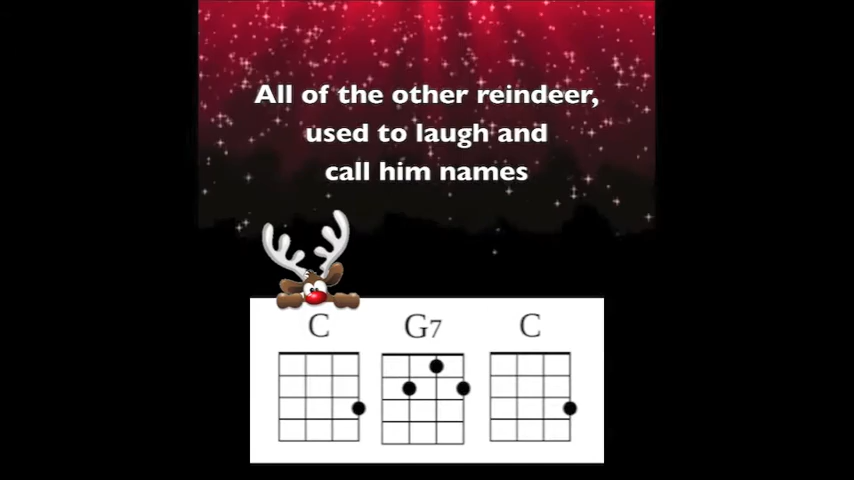 All of the other reindeer,
used to laugh and
call him names
C G7 C